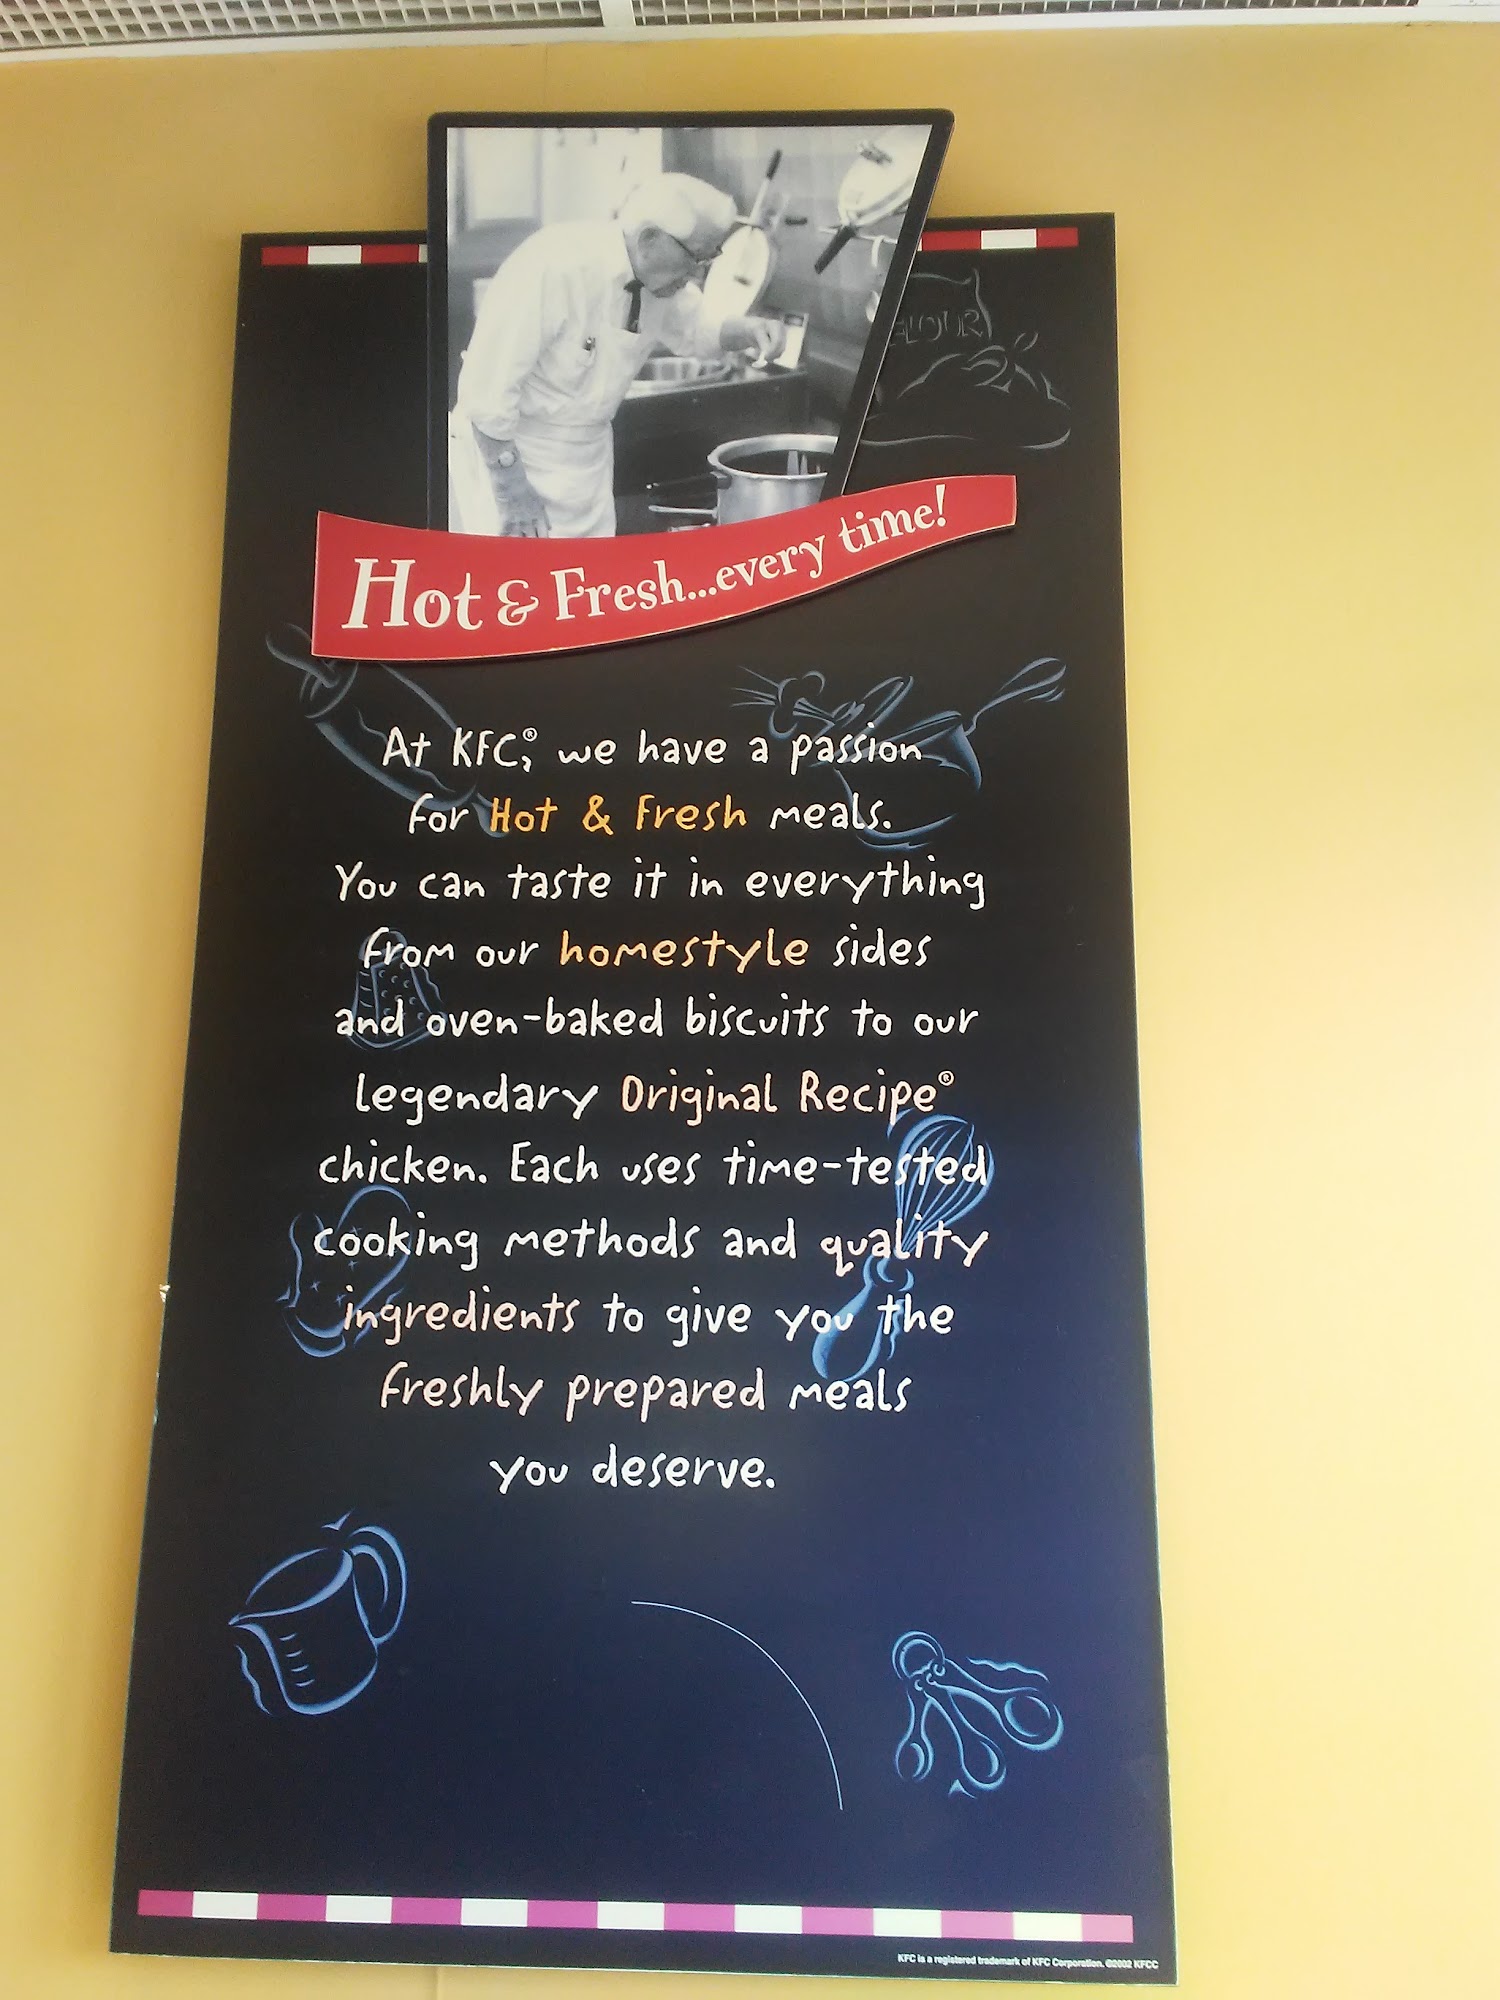 FLOUR
Hot & Fresh...every time!
At KFC,® we have a passion
for Hot & Fresh meals.
You can taste it in everything
from our homestyle sides
and oven-baked biscuits to our
legendary Original Recipe®
chicken. Each uses time-tested
cooking methods and quality
ingredients to give you the
freshly prepared meals
you deserve.
KFC is a registered trademark of KFC Corporation. ©2002 KFCC